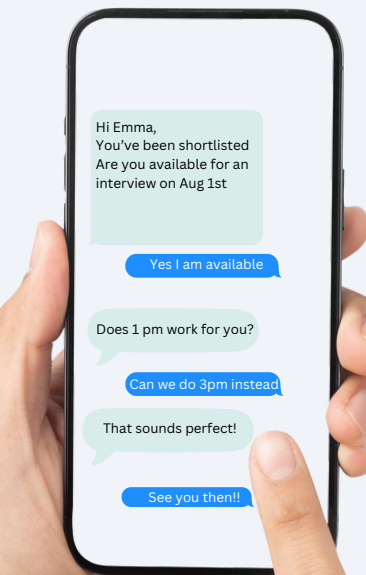 Hi Emma,
You’ve been shortlisted
Are you available for an
interview on Aug 1st
Yes I am available
Does 1 pm work for you?
Can we do 3pm instead
That sounds perfect!
See you then!!